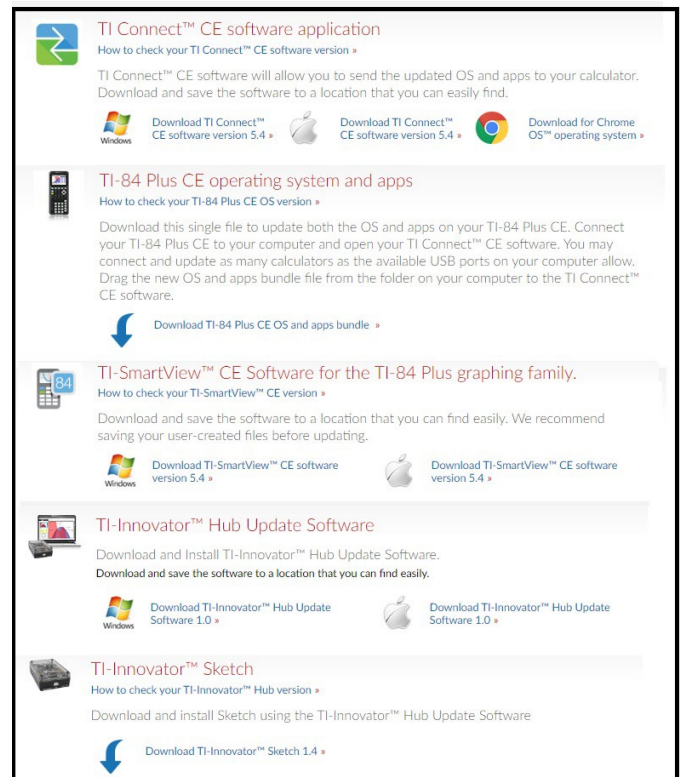 TI Connect™ CE software application
How to check your TI Connect™ CE software version »
TI Connect™ CE software will allow you to send the updated OS and apps to your calculator.
Download and save the software to a location that you can easily find.
Windows
Download TI Connect™
CE software version 5.4 »
Download TI Connect™
CE software version 5.4 »
Download for Chrome
OS™ operating system »
TI-84 Plus CE operating system and apps
How to check your TI-84 Plus CE OS version »
Download this single file to update both the OS and apps on your TI-84 Plus CE. Connect
your TI-84 Plus CE to your computer and open your TI Connect™ CE software. You may
connect and update as many calculators as the available USB ports on your computer allow.
Drag the new OS and apps bundle file from the folder on your computer to the TI Connect™
CE software.
Download TI-84 Plus CE OS and apps bundle »
84
TI-SmartView™ CE Software for the TI-84 Plus graphing family.
How to check your TI-SmartView™ CE version »
Download and save the software to a location that you can find easily. We recommend
saving your user-created files before updating.
Windows
Download TI-SmartView™ CE software
version 5.4 »
Download TI-SmartView™ CE software
version 5.4 »
TI-Innovator™ Hub Update Software
Download and Install TI-Innovator™ Hub Update Software.
Download and save the software to a location that you can find easily.
Windows
Download TI-Innovator™ Hub Update
Software 1.0 »
Download TI-Innovator™ Hub Update
Software 1.0 »
TI-Innovator™ Sketch
How to check your TI-Innovator™ Hub version »
Download and install Sketch using the TI-Innovator™ Hub Update Software
Download TI-Innovator™ Sketch 1.4 »